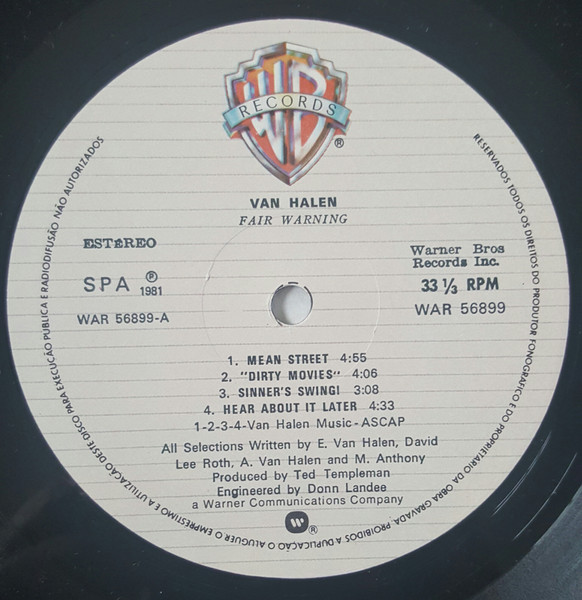 WB
RECORDS
®
VAN HALEN
FAIR WARNING
ESTÉREO
SPA ℗ 1981
WAR 56899-A
Warner Bros
Records Inc.
33 1/3 RPM
WAR 56899
1. MEAN STREET 4:55
2. "DIRTY MOVIES" 4:06
3. SINNER'S SWING! 3:08
4. HEAR ABOUT IT LATER 4:33
1-2-3-4-Van Halen Music-ASCAP
All Selections Written by E. Van Halen, David
Lee Roth, A. Van Halen and M. Anthony
Produced by Ted Templeman
Engineered by Donn Landee
a Warner Communications Company
W ®
RESERVADOS TODOS OS DIREITOS DO PRODUTOR FONOGRÁFICO E DO PROPRIETÁRIO DA OBRA GRAVADA. PROIBIDOS A DUPLICAÇÃO O ALUGUER O EMPRÉSTIMO E A UTILIZAÇÃO DESTE DISCO PARA EXECUÇÃO PÚBLICA E RADIODIFUSÃO NÃO AUTORIZADOS